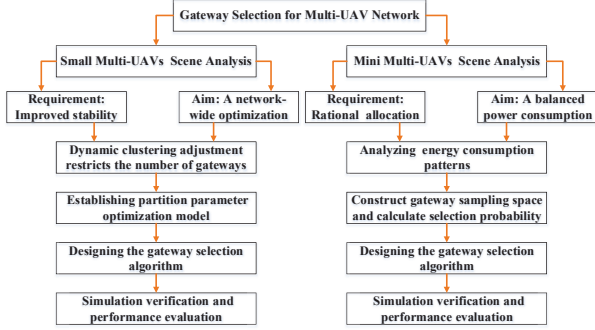 Gateway Selection for Multi-UAV Network
Small Multi-UAVs Scene Analysis
Mini Multi-UAVs Scene Analysis
Requirement:
Improved stability
Aim: A network-
wide optimization
Requirement:
Rational allocation
Aim: A balanced
power consumption
Dynamic clustering adjustment
restricts the number of gateways
Analyzing energy consumption
patterns
Establishing partition parameter
optimization model
Construct gateway sampling space
and calculate selection probability
Designing the gateway selection
algorithm
Designing the gateway selection
algorithm
Simulation verification and
performance evaluation
Simulation verification and
performance evaluation